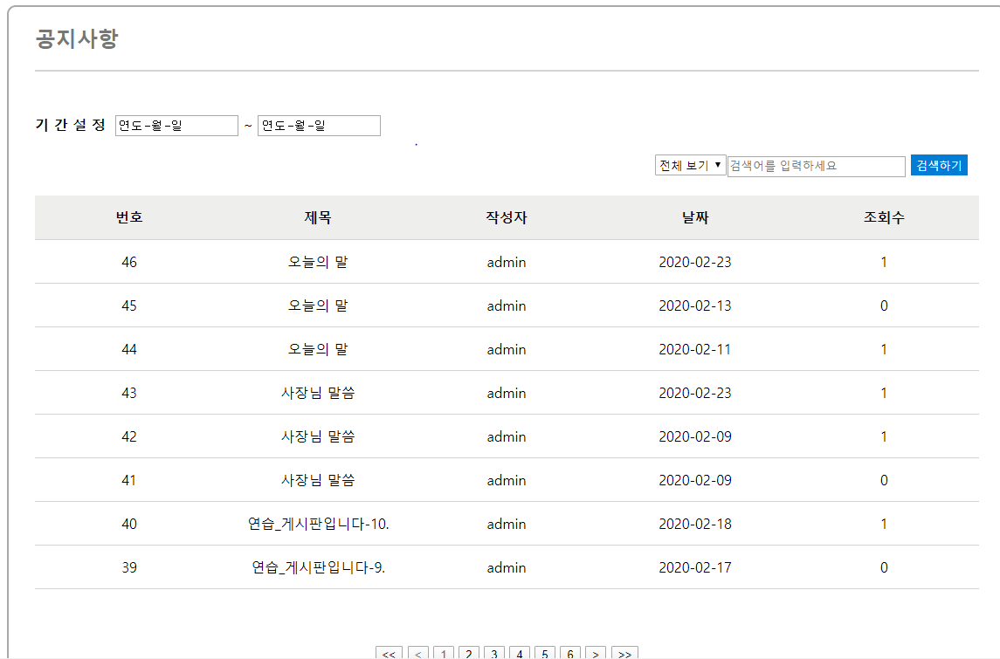 공지사항
기 간 설 정 연도-월-일 ~ 연도-월-일
전체 보기 ▼ 검색어를 입력하세요 검색하기
번호 제목 작성자 날짜 조회수
46 오늘의 말 admin 2020-02-23 1
45 오늘의 말 admin 2020-02-13 0
44 오늘의 말 admin 2020-02-11 1
43 사장님 말씀 admin 2020-02-23 1
42 사장님 말씀 admin 2020-02-09 1
41 사장님 말씀 admin 2020-02-09 0
40 연습_게시판입니다-10. admin 2020-02-18 1
39 연습_게시판입니다-9. admin 2020-02-17 0
<< < 1 2 3 4 5 6 > >>